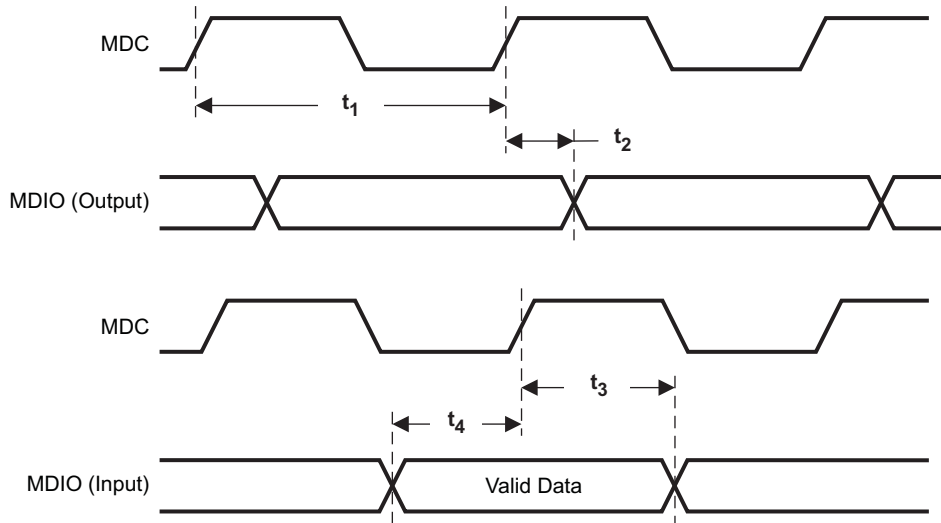 MDC
t1
t2
MDIO (Output)
MDC
t3
t4
MDIO (Input)
Valid Data